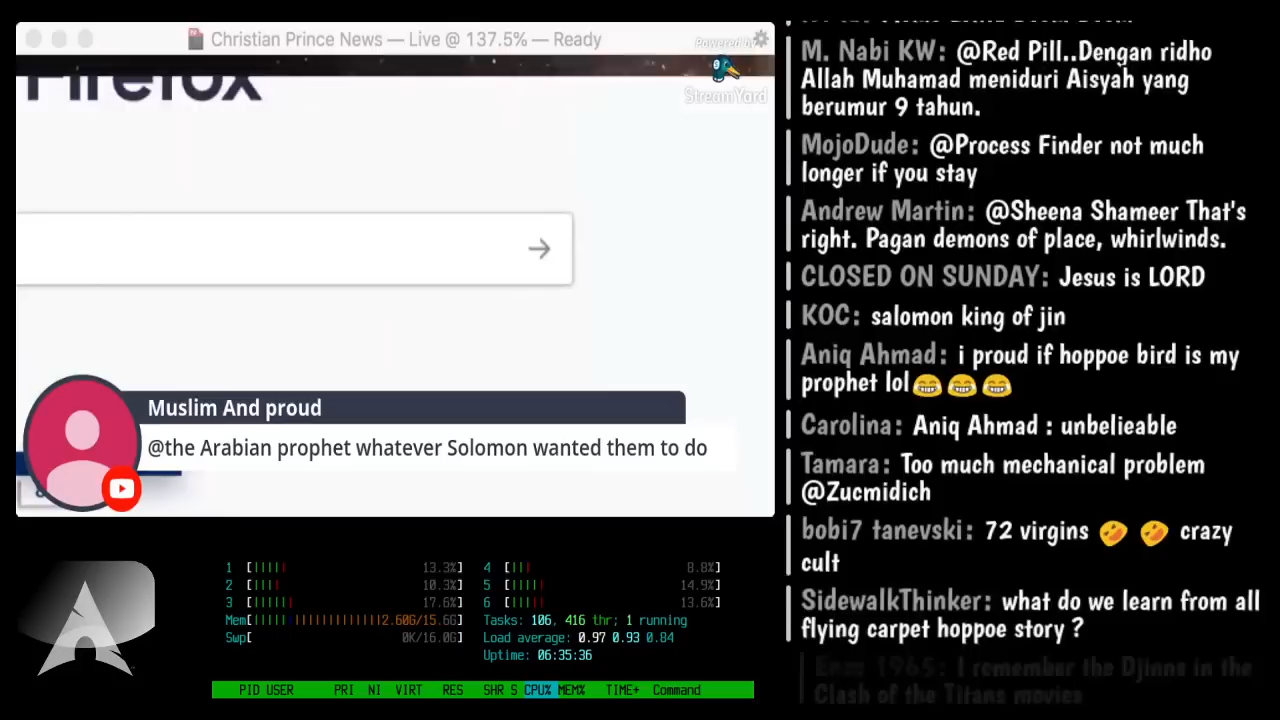 Christian Prince News — Live @ 137.5% — Ready
Powered by
StreamYard
Firefox
Muslim And proud
@the Arabian prophet whatever Solomon wanted them to do
1 [||||| 13.3%]
2 [|||| 10.3%]
3 [|||||| 17.6%]
Mem[||||||||||||||||||||2.60G/15.6G]
Swp[ 0K/16.0G]
4 [||| 8.8%]
5 [||||| 14.9%]
6 [||||| 13.6%]
Tasks: 106, 416 thr; 1 running
Load average: 0.97 0.93 0.84
Uptime: 06:35:36
PID USER PRI NI VIRT RES SHR S CPU% MEM% TIME+ Command
M. Nabi KW: @Red Pill..Dengan ridho
Allah Muhamad meniduri Aisyah yang
berumur 9 tahun.
MojoDude: @Process Finder not much
longer if you stay
Andrew Martin: @Sheena Shameer That's
right. Pagan demons of place, whirlwinds.
CLOSED ON SUNDAY: Jesus is LORD
KOC: salomon king of jin
Aniq Ahmad: i proud if hoppoe bird is my
prophet lol😂😂😂
Carolina: Aniq Ahmad : unbelieable
Tamara: Too much mechanical problem
@Zucmidich
bobi7 tanevski: 72 virgins 🤣 🤣 crazy
cult
SidewalkThinker: what do we learn from all
flying carpet hoppoe story ?
1965: I remember the Djinns in the
Clash of the Titans movies